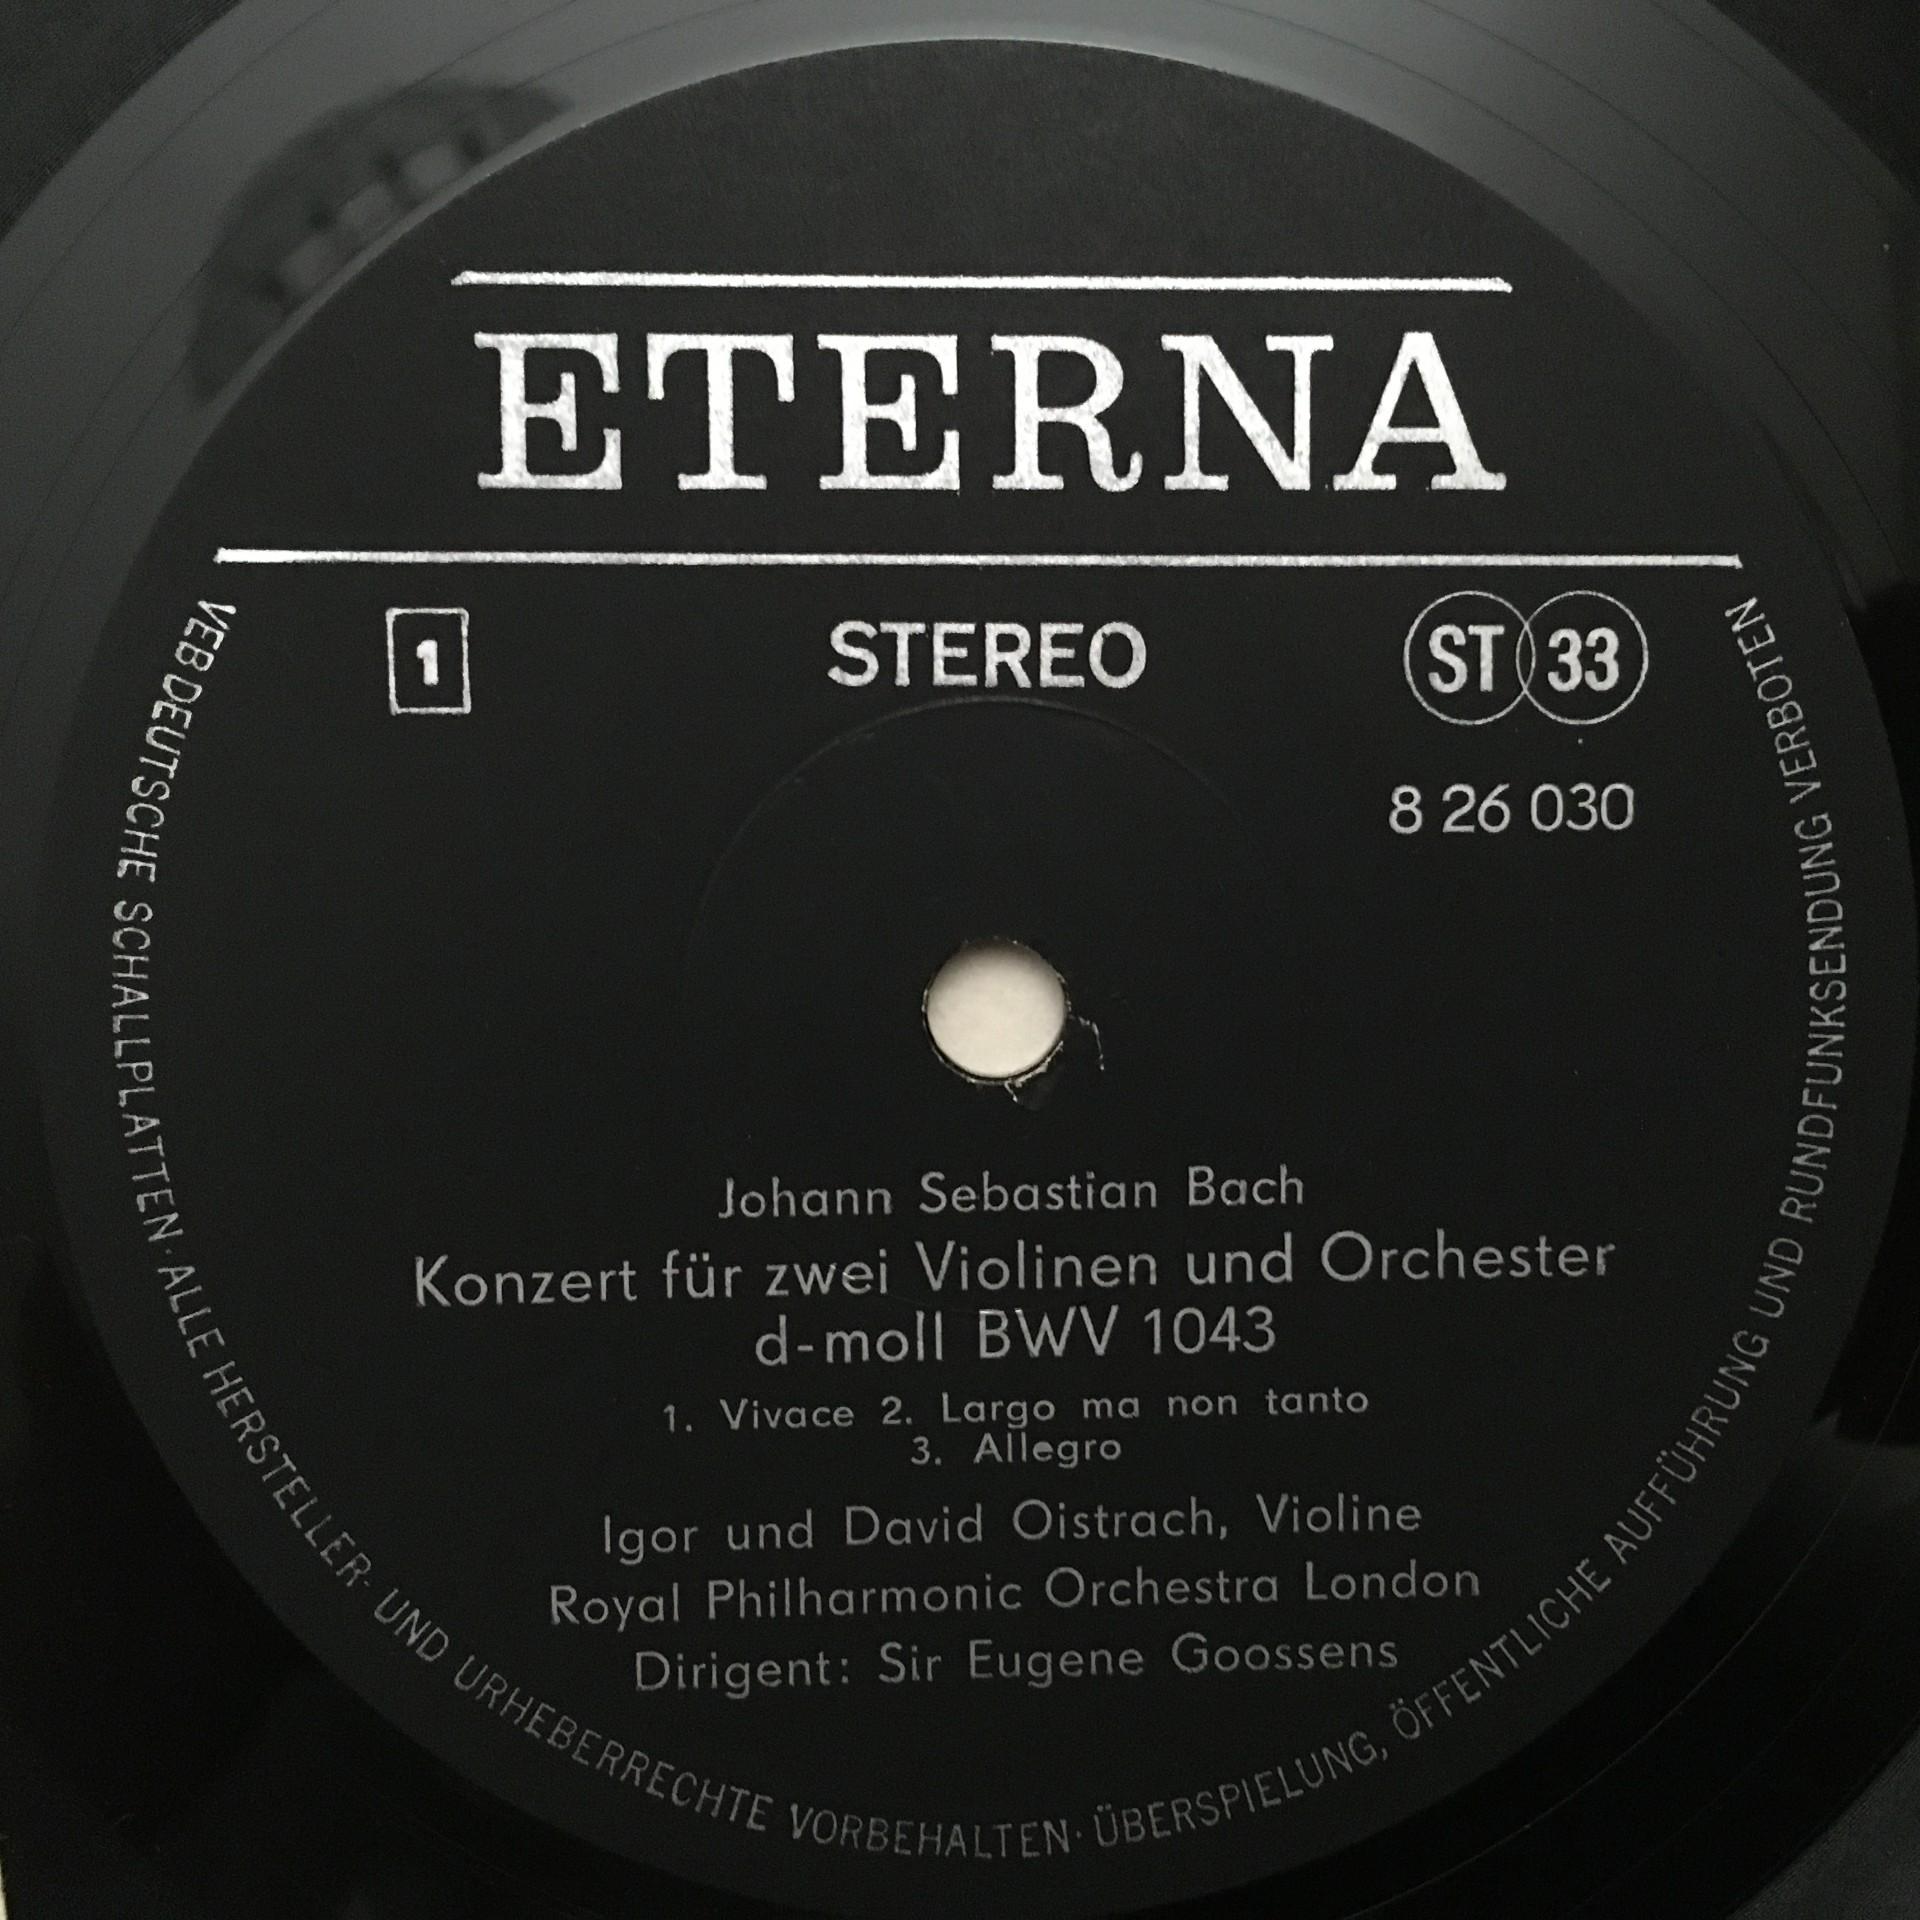 ETERNA
1
STEREO
ST 33
8 26 030
Johann Sebastian Bach
Konzert für zwei Violinen und Orchester
d-moll BWV 1043
1. Vivace 2. Largo ma non tanto
3. Allegro
Igor und David Oistrach, Violine
Royal Philharmonic Orchestra London
Dirigent: Sir Eugene Goossens
VEB DEUTSCHE SCHALLPLATTEN · ALLE HERSTELLER- UND URHEBERRECHTE VORBEHALTEN · ÜBERSPIELUNG, ÖFFENTLICHE AUFFÜHRUNG UND RUNDFUNKSENDUNG VERBOTEN